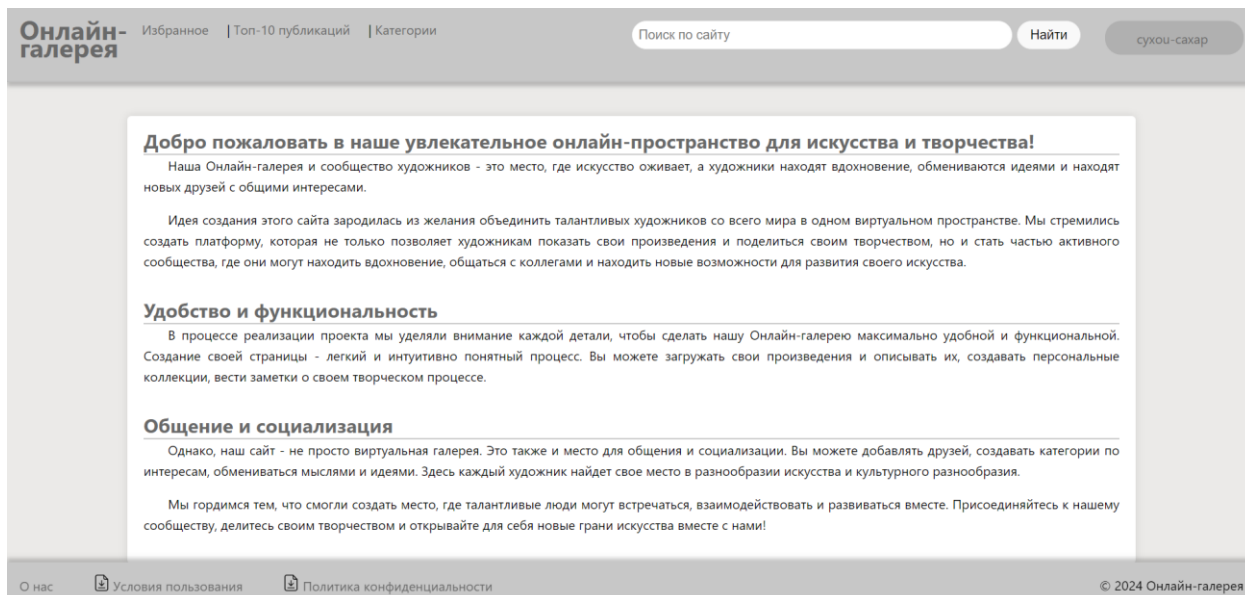 Онлайн-
галерея
Избранное | Топ-10 публикаций | Категории
Поиск по сайту
Найти
сухоu-сахар
Добро пожаловать в наше увлекательное онлайн-пространство для искусства и творчества!
Наша Онлайн-галерея и сообщество художников - это место, где искусство оживает, а художники находят вдохновение, обмениваются идеями и находят
новых друзей с общими интересами.
Идея создания этого сайта зародилась из желания объединить талантливых художников со всего мира в одном виртуальном пространстве. Мы стремились
создать платформу, которая не только позволяет художникам показать свои произведения и поделиться своим творчеством, но и стать частью активного
сообщества, где они могут находить вдохновение, общаться с коллегами и находить новые возможности для развития своего искусства.
Удобство и функциональность
В процессе реализации проекта мы уделяли внимание каждой детали, чтобы сделать нашу Онлайн-галерею максимально удобной и функциональной.
Создание своей страницы - легкий и интуитивно понятный процесс. Вы можете загружать свои произведения и описывать их, создавать персональные
коллекции, вести заметки о своем творческом процессе.
Общение и социализация
Однако, наш сайт - не просто виртуальная галерея. Это также и место для общения и социализации. Вы можете добавлять друзей, создавать категории по
интересам, обмениваться мыслями и идеями. Здесь каждый художник найдет свое место в разнообразии искусства и культурного разнообразия.
Мы гордимся тем, что смогли создать место, где талантливые люди могут встречаться, взаимодействовать и развиваться вместе. Присоединяйтесь к нашему
сообществу, делитесь своим творчеством и открывайте для себя новые грани искусства вместе с нами!
О нас
Условия пользования
Политика конфиденциальности
© 2024 Онлайн-галерея